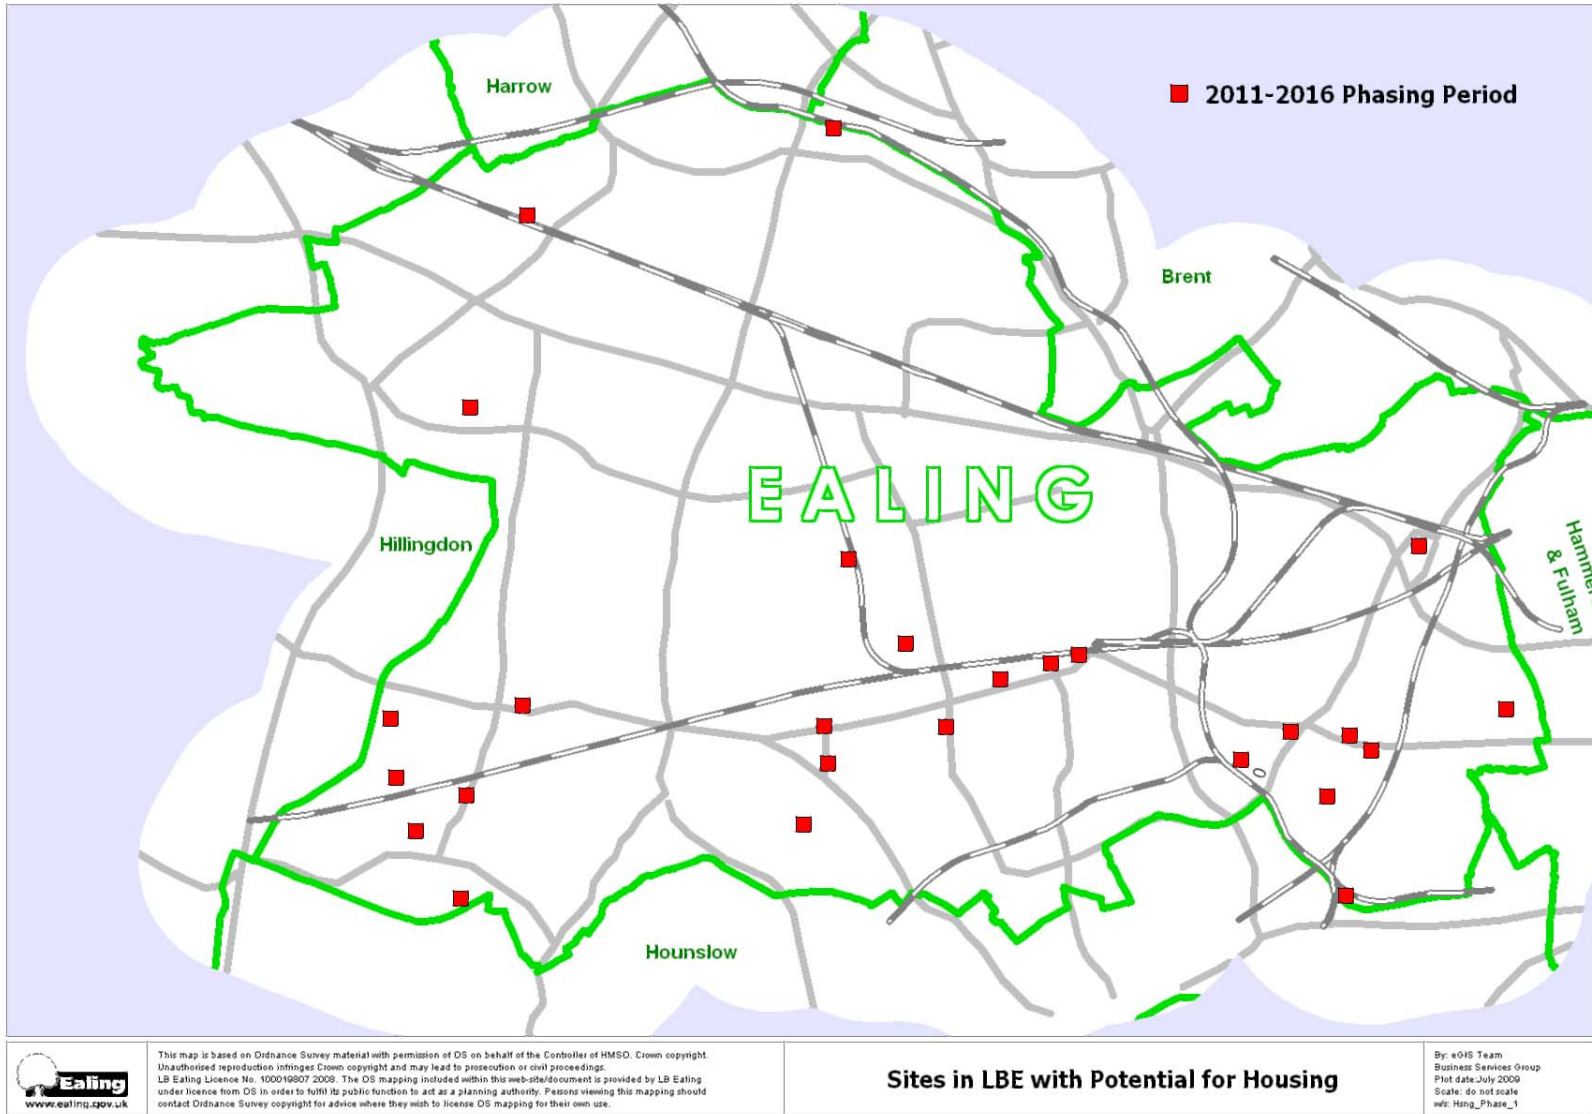 Harrow
2011-2016 Phasing Period
Brent
EALING
Hillingdon
Hammer
& Fulham
Hounslow
Ealing
www.ealing.gov.uk
This map is based on Ordnance Survey material with permission of OS on behalf of the Controller of HMSO. Crown copyright.
Unauthorised reproduction infringes Crown copyright and may lead to prosecution or civil proceedings.
LB Ealing Licence No. 100019807 2008. The OS mapping included within this web-site/document is provided by LB Ealing
under licence from OS in order to fulfil its public function to act as a planning authority. Persons viewing this mapping should
contact Ordnance Survey copyright for advice where they wish to license OS mapping for their own use.
Sites in LBE with Potential for Housing
By: eGIS Team
Business Services Group
Plot date:July 2009
Scale: do not scale
w/s: Hsng_Phase_1